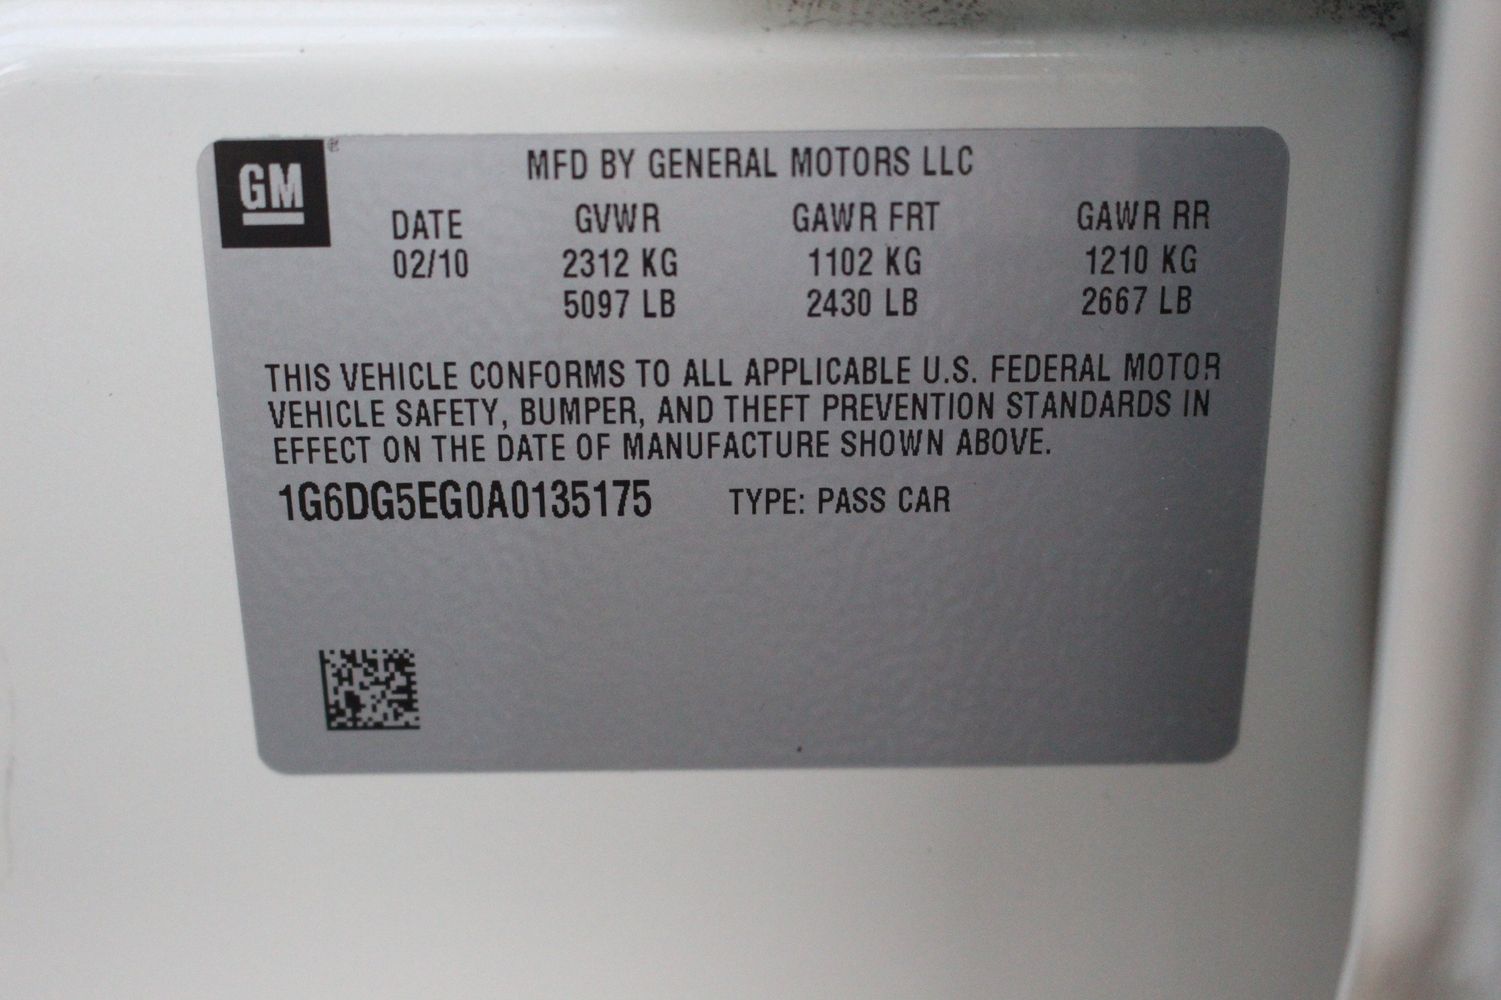 GM
MFD BY GENERAL MOTORS LLC
DATE GVWR GAWR FRT GAWR RR
02/10 2312 KG 1102 KG 1210 KG
5097 LB 2430 LB 2667 LB
THIS VEHICLE CONFORMS TO ALL APPLICABLE U.S. FEDERAL MOTOR
VEHICLE SAFETY, BUMPER, AND THEFT PREVENTION STANDARDS IN
EFFECT ON THE DATE OF MANUFACTURE SHOWN ABOVE.
1G6DG5EG0A0135175 TYPE: PASS CAR